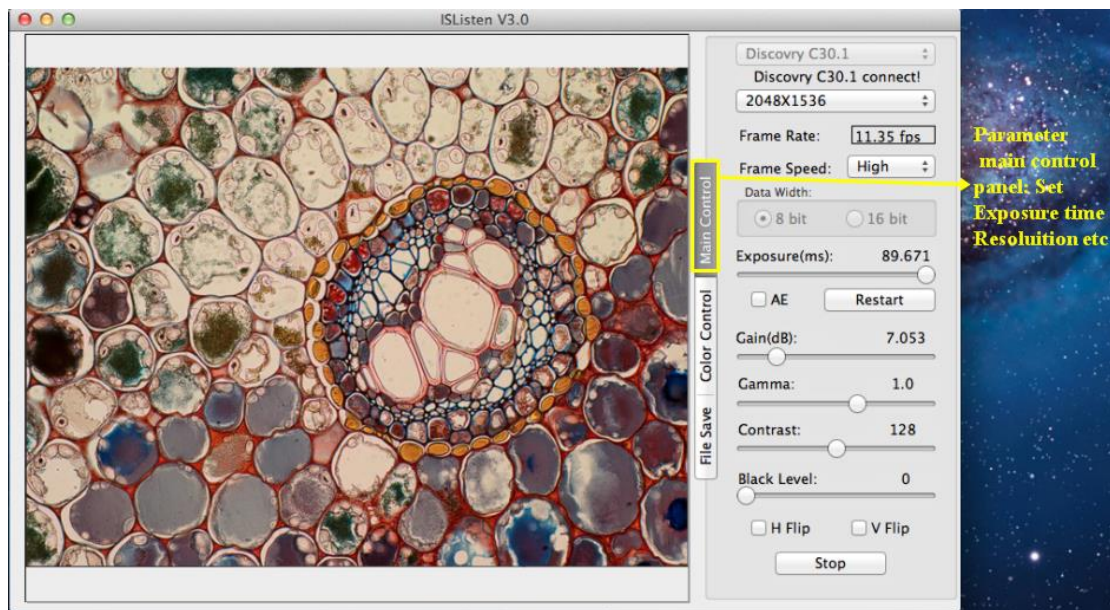 ISListen V3.0
Discovry C30.1
Discovry C30.1 connect!
2048X1536
Frame Rate: 11.35 fps
Frame Speed: High
Data Width:
8 bit 16 bit
Exposure(ms): 89.671
AE Restart
Gain(dB): 7.053
Gamma: 1.0
Contrast: 128
Black Level: 0
H Flip V Flip
Stop
Main Control
Color Control
File Save
Parameter
main control
panel: Set
Exposure time
Resoluition etc